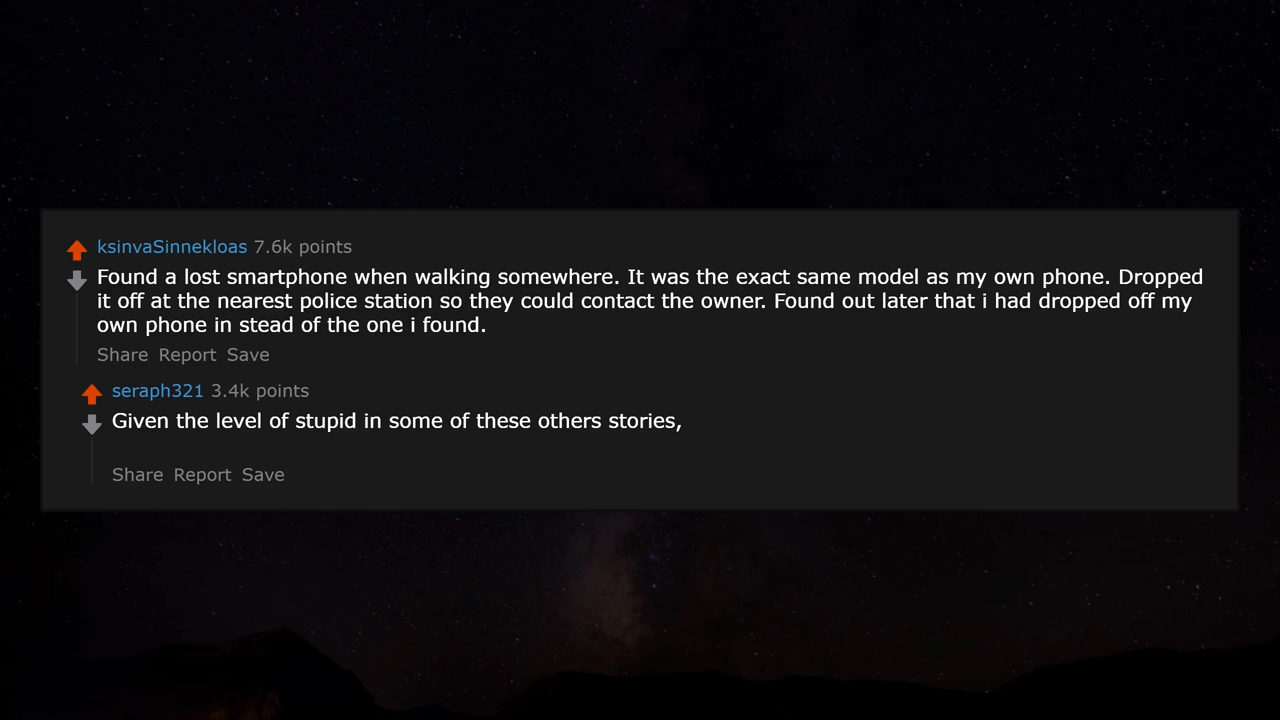 ksinvaSinnekloas 7.6k points
Found a lost smartphone when walking somewhere. It was the exact same model as my own phone. Dropped
it off at the nearest police station so they could contact the owner. Found out later that i had dropped off my
own phone in stead of the one i found.
Share Report Save
seraph321 3.4k points
Given the level of stupid in some of these others stories,
Share Report Save